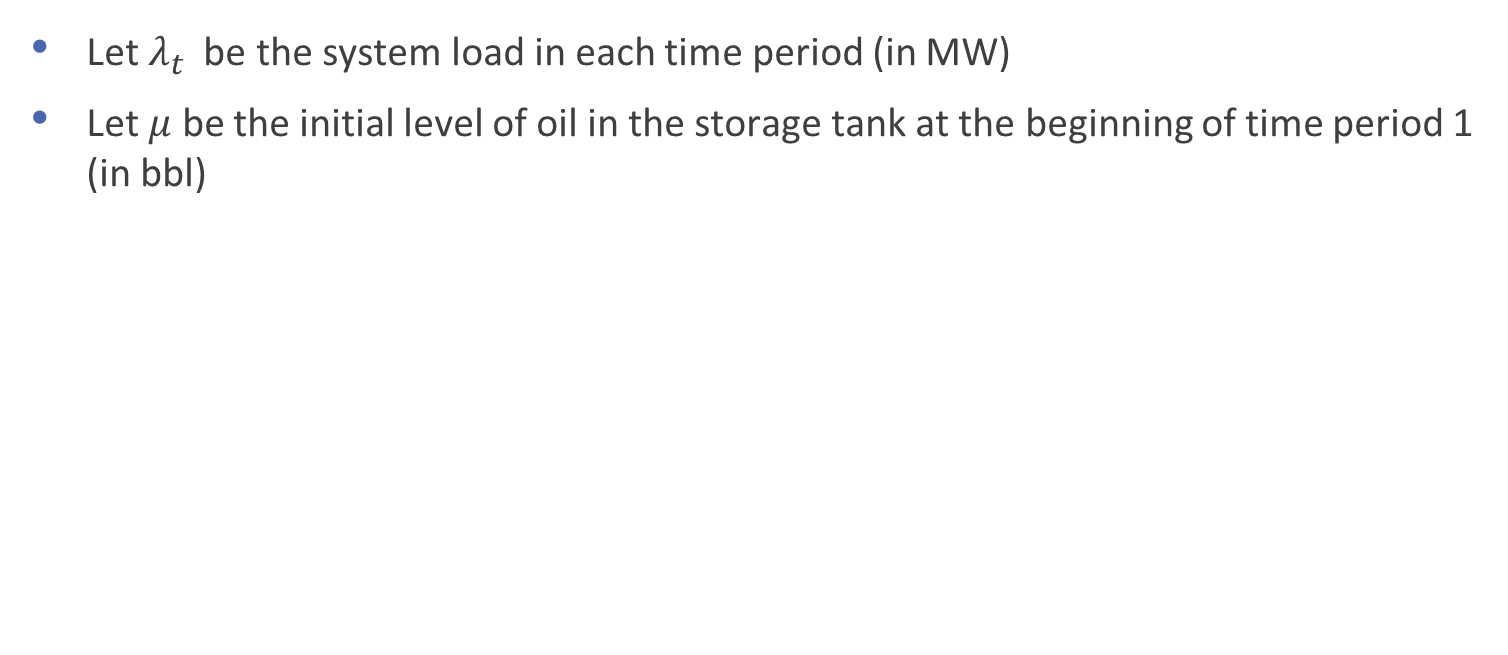 • Let λₜ be the system load in each time period (in MW)
• Let μ be the initial level of oil in the storage tank at the beginning of time period 1
(in bbl)